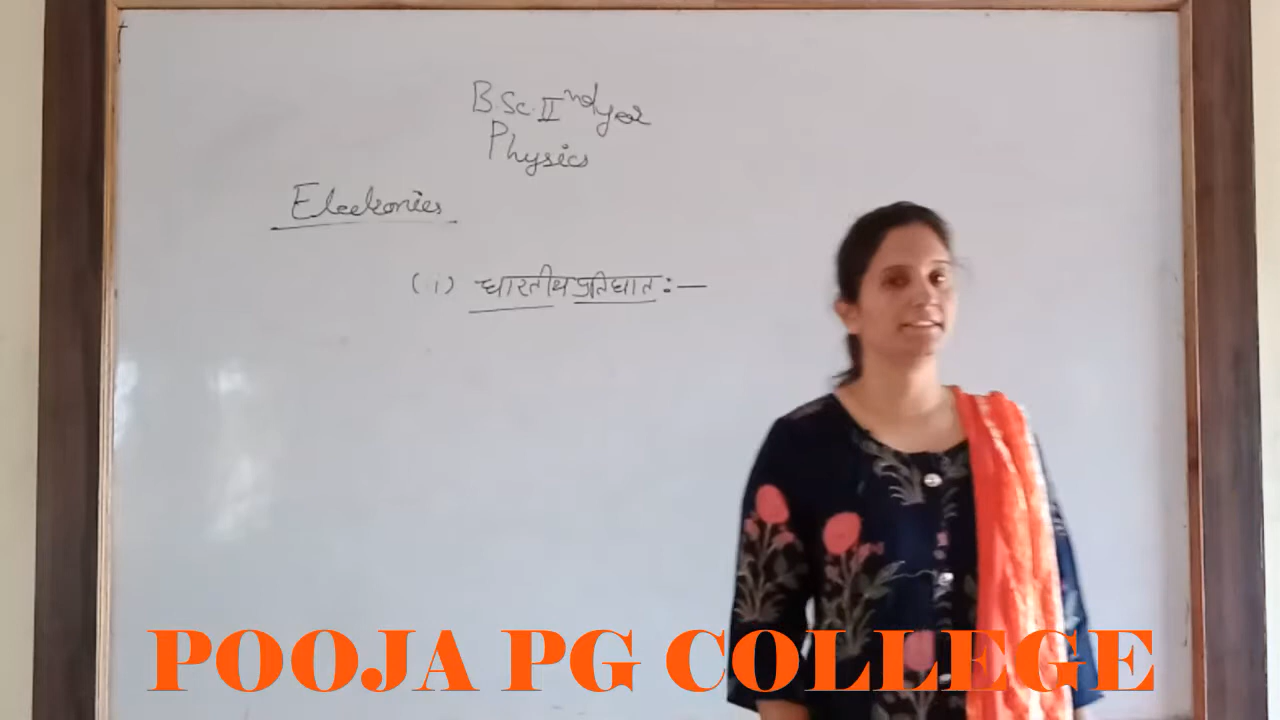 B.Sc. IInd year
Physics
Electronics
(i) धारतीय प्रतिघात :—
POOJA PG COLLEGE